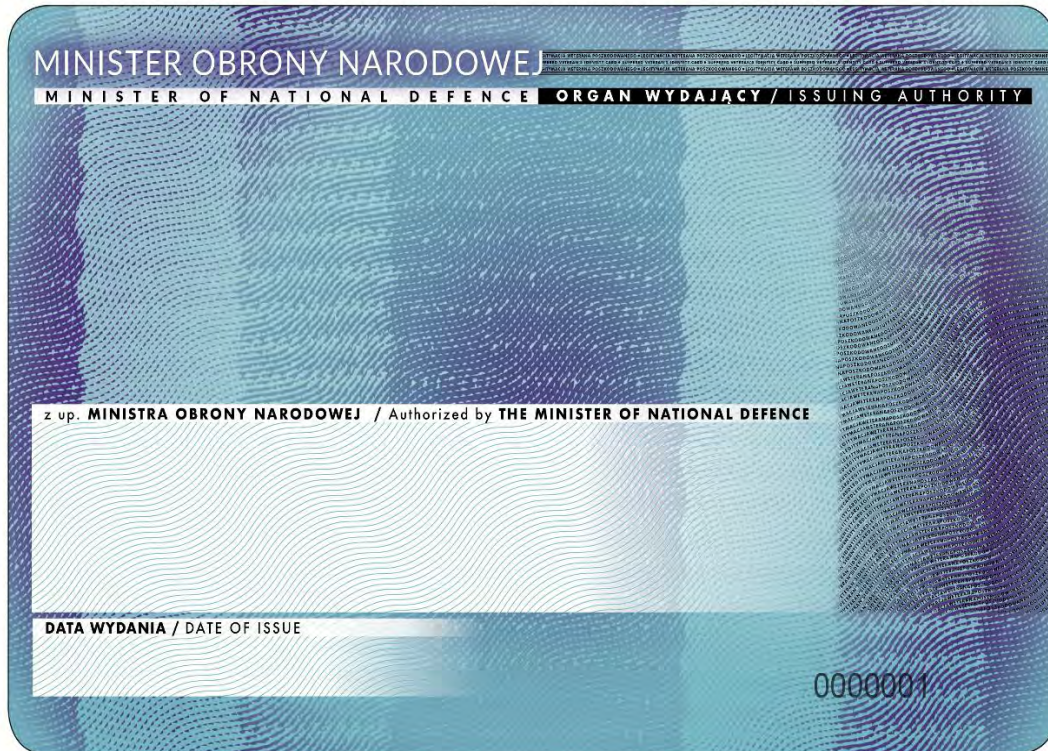 MINISTER OBRONY NARODOWEJ
MINISTER OF NATIONAL DEFENCE ORGAN WYDAJĄCY / ISSUING AUTHORITY
z up. MINISTRA OBRONY NARODOWEJ / Authorized by THE MINISTER OF NATIONAL DEFENCE
DATA WYDANIA / DATE OF ISSUE
0000001